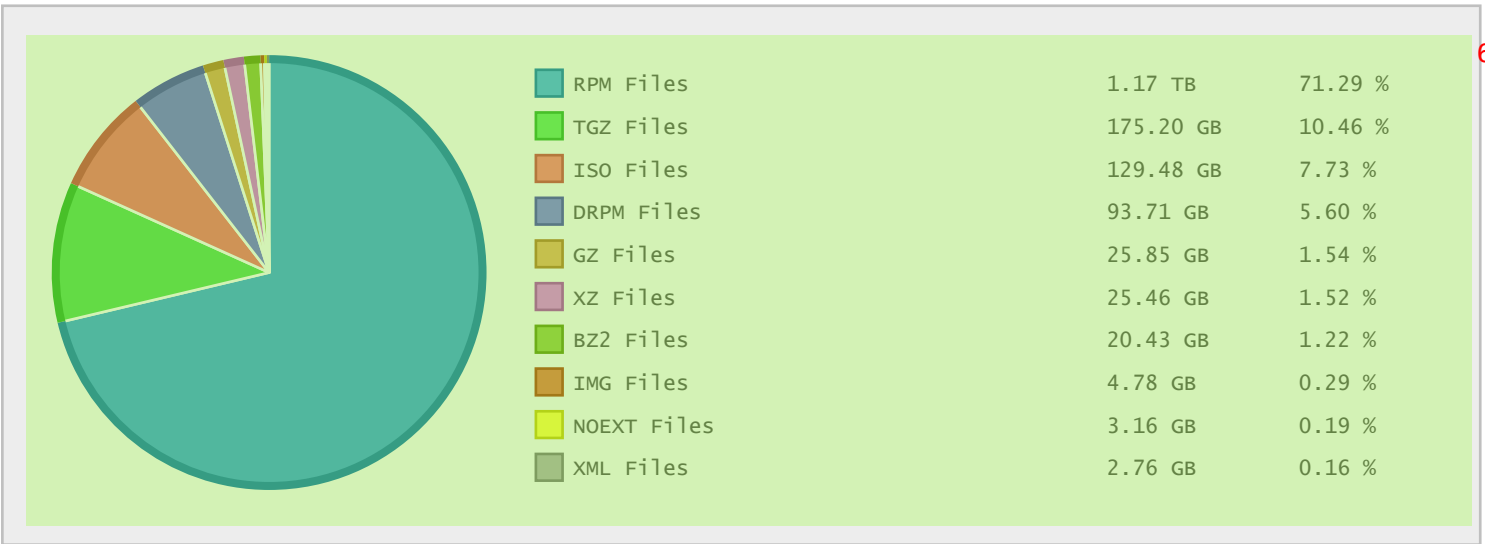 RPM Files 1.17 TB 71.29 %
TGZ Files 175.20 GB 10.46 %
ISO Files 129.48 GB 7.73 %
DRPM Files 93.71 GB 5.60 %
GZ Files 25.85 GB 1.54 %
XZ Files 25.46 GB 1.52 %
BZ2 Files 20.43 GB 1.22 %
IMG Files 4.78 GB 0.29 %
NOEXT Files 3.16 GB 0.19 %
XML Files 2.76 GB 0.16 %